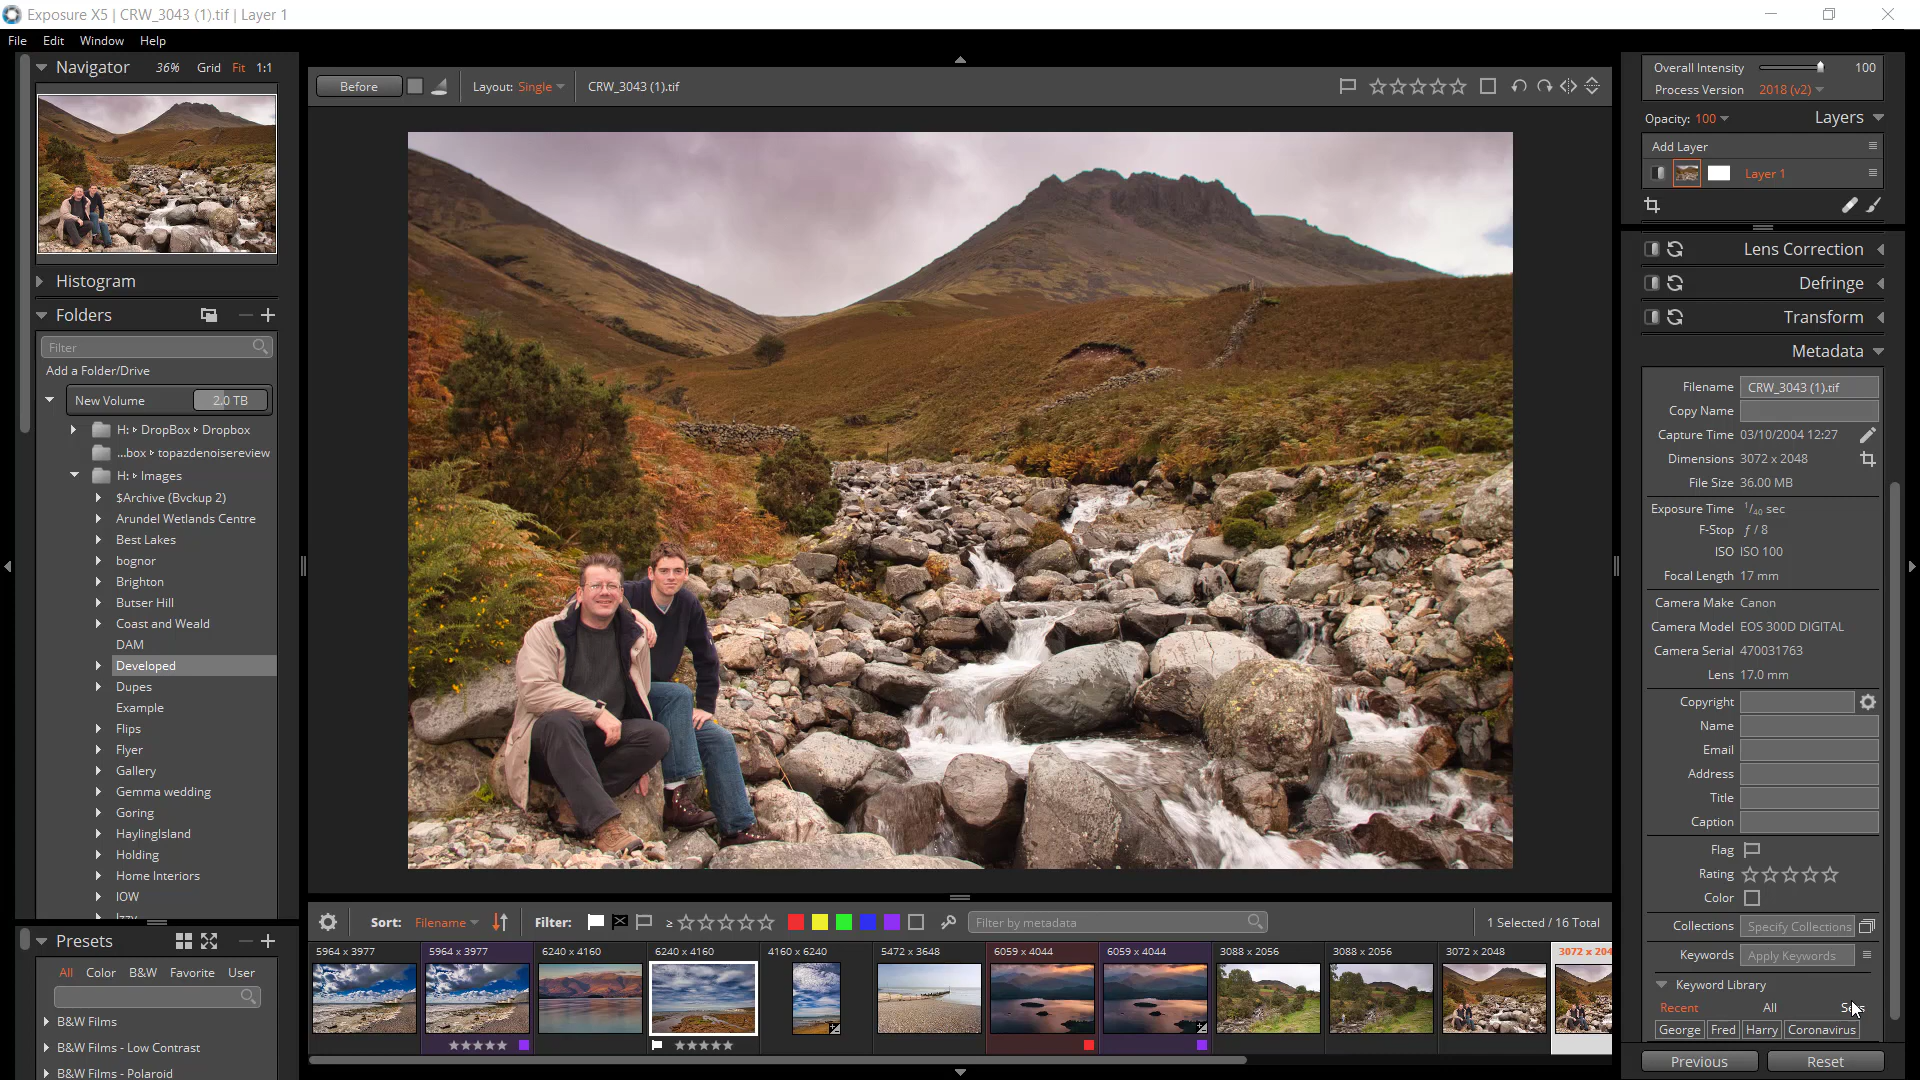 Exposure X5 | CRW_3043 (1).tif | Layer 1
File Edit Window Help
Navigator 36% Grid Fit 1:1
Histogram
Folders
Filter
Add a Folder/Drive
New Volume 2.0 TB
H: DropBox Dropbox
...box topazdenoisereview
H: Images
$Archive (Bvckup 2)
Arundel Wetlands Centre
Best Lakes
bognor
Brighton
Butser Hill
Coast and Weald
DAM
Developed
Dupes
Example
Flips
Flyer
Gallery
Gemma wedding
Goring
HaylingIsland
Holding
Home Interiors
IOW
Izzy
Presets
All Color B&W Favorite User
B&W Films
B&W Films - Low Contrast
B&W Films - Polaroid
Before Layout: Single CRW_3043 (1).tif
Sort: Filename Filter: ≥ Filter by metadata 1 Selected / 16 Total
5964 x 3977 5964 x 3977 6240 x 4160 6240 x 4160 4160 x 6240 5472 x 3648 6059 x 4044 6059 x 4044 3088 x 2056 3088 x 2056 3072 x 2048 3072 x 204
Overall Intensity 100
Process Version 2018 (v2)
Opacity: 100 Layers
Add Layer
Layer 1
Lens Correction
Defringe
Transform
Metadata
Filename CRW_3043 (1).tif
Copy Name
Capture Time 03/10/2004 12:27
Dimensions 3072 x 2048
File Size 36.00 MB
Exposure Time 1/40 sec
F-Stop ƒ / 8
ISO ISO 100
Focal Length 17 mm
Camera Make Canon
Camera Model EOS 300D DIGITAL
Camera Serial 470031763
Lens 17.0 mm
Copyright
Name
Email
Address
Title
Caption
Flag
Rating
Color
Collections Specify Collections
Keywords Apply Keywords
Keyword Library
Recent All
George Fred Harry Coronavirus
Previous Reset